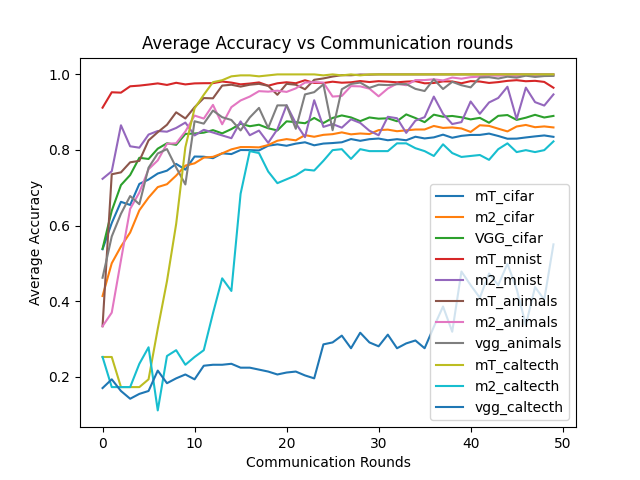 Average Accuracy vs Communication rounds
Average Accuracy
1.0
0.8
0.6
0.4
0.2
0
10
20
30
40
50
Communication Rounds
mT_cifar
m2_cifar
VGG_cifar
mT_mnist
m2_mnist
mT_animals
m2_animals
vgg_animals
mT_caltecth
m2_caltecth
vgg_caltecth